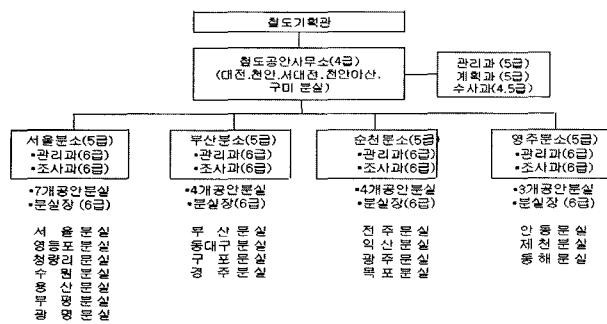 철도기획관
철도공안사무소(4급)
(대전,천안,서대전,천안아산,
구미 분실)
관리과 (5급)
계획과 (5급)
수사과(4.5급)
서울분소(5급)
•관리과(6급)
•조사과(6급)
•7개공안분실
•분실장 (6급)
서 울 분실
영등포분실
청량리분실
수 원분실
용 산분실
부 평분실
광 명분실
부산분소(5급)
•관리과(6급)
•조사과(6급)
•4개공안분실
•분실장(6급)
부 산분실
동대구분실
구 포분실
경 주분실
순천분소(5급)
•관리과(6급)
•조사과(6급)
•4개공안분실
•분실장(6급)
전 주분실
익 산분실
광 주분실
목 포분실
영주분소(5급)
•관리과(6급)
•조사과(6급)
•3개공안분실
•분실장(6급)
안 동분실
제 천분실
동 해분실